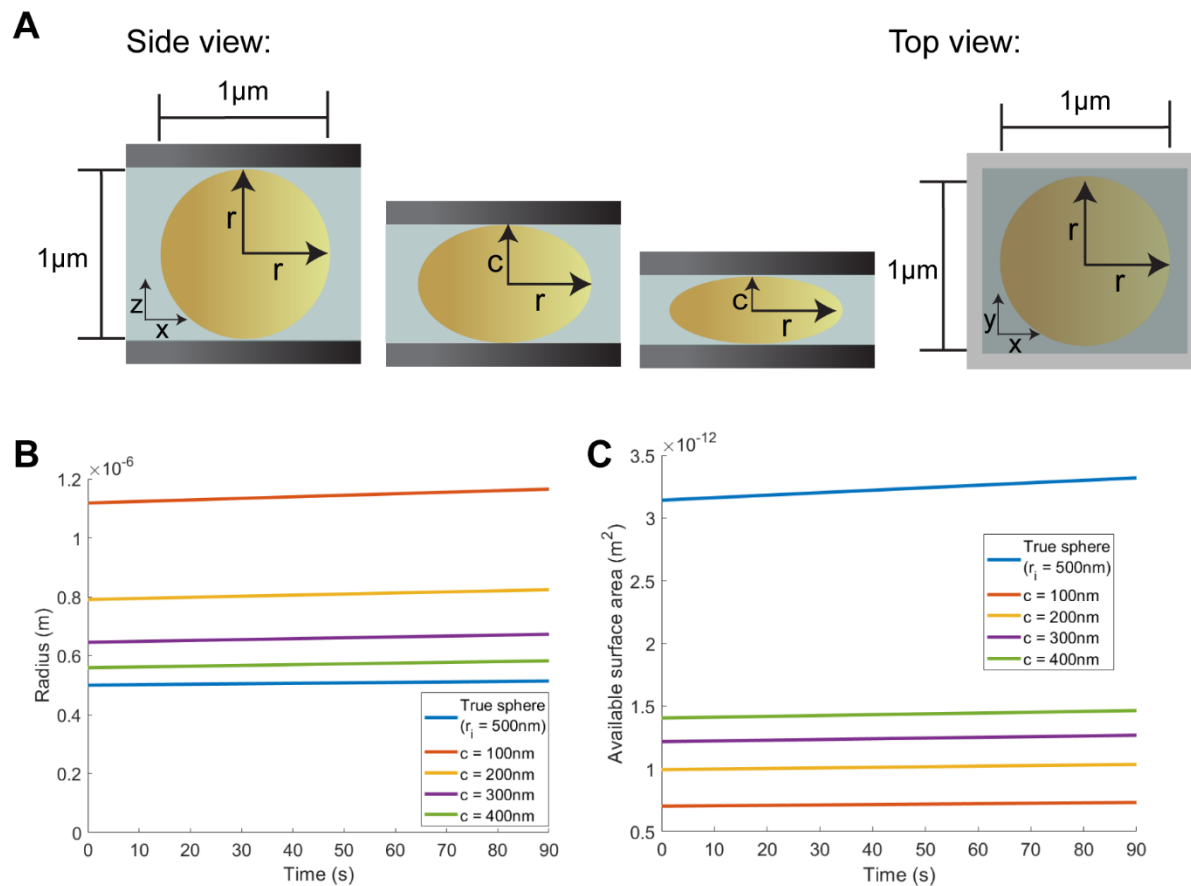 A
Side view:
Top view:
1µm
1µm
r
r
z
x
c
r
c
r
1µm
1µm
r
r
y
x
B
×10⁻⁶
1.2
1
0.8
0.6
0.4
0.2
0
Radius (m)
0 10 20 30 40 50 60 70 80 90
Time (s)
True sphere
(rᵢ = 500nm)
c = 100nm
c = 200nm
c = 300nm
c = 400nm
C
×10⁻¹²
3.5
3
2.5
2
1.5
1
0.5
Available surface area (m²)
0 10 20 30 40 50 60 70 80 90
Time (s)
True sphere
(rᵢ = 500nm)
c = 100nm
c = 200nm
c = 300nm
c = 400nm